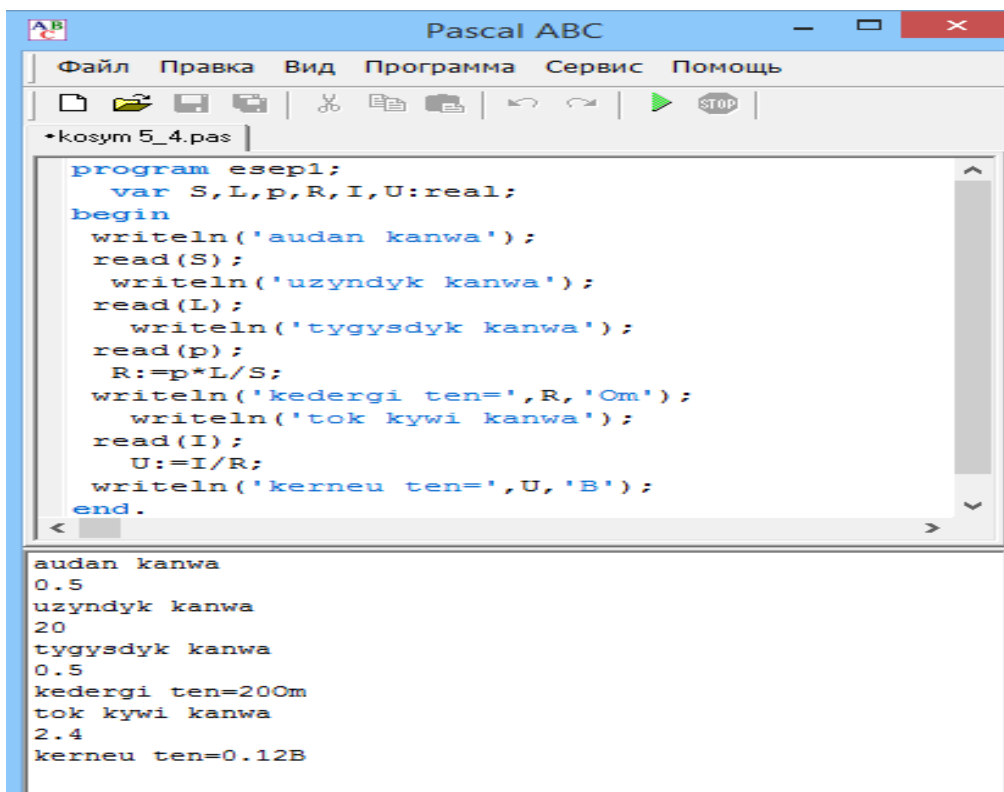 Pascal ABC
Файл Правка Вид Программа Сервис Помощь
STOP
•kosym 5_4.pas
program esep1;
var S,L,p,R,I,U:real;
begin
writeln('audan kanwa');
read(S);
writeln('uzyndyk kanwa');
read(L);
writeln('tygysdyk kanwa');
read(p);
R:=p*L/S;
writeln('kedergi ten=',R,'Om');
writeln('tok kywi kanwa');
read(I);
U:=I/R;
writeln('kerneu ten=',U,'B');
end.
audan kanwa
0.5
uzyndyk kanwa
20
tygysdyk kanwa
0.5
kedergi ten=20Om
tok kywi kanwa
2.4
kerneu ten=0.12B